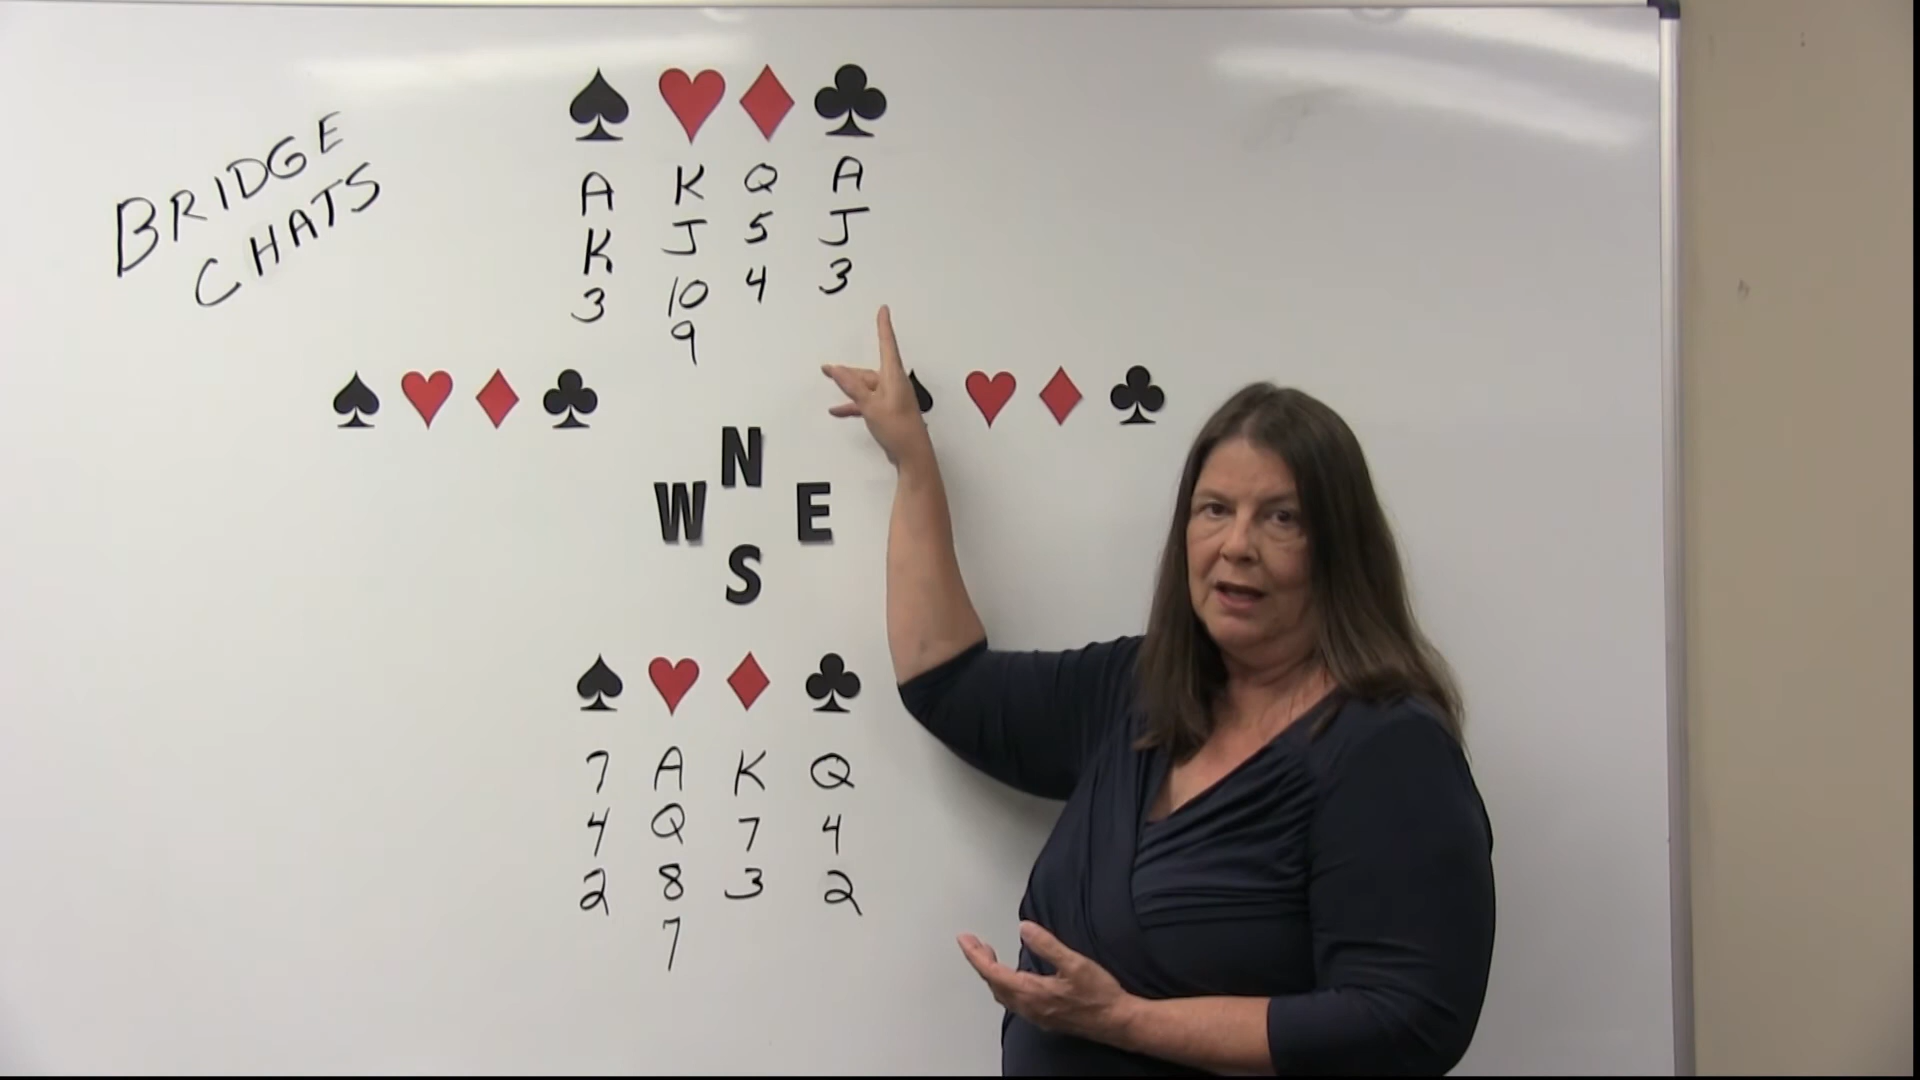 BRIDGE
CHATS
♠ ♥ ♦ ♣
A K Q A
K J 5 J
3 10 4 3
9
♠ ♥ ♦ ♣
♠ ♥ ♦ ♣
N
W E
S
♠ ♥ ♦ ♣
7 A K Q
4 Q 7 4
2 8 3 2
7